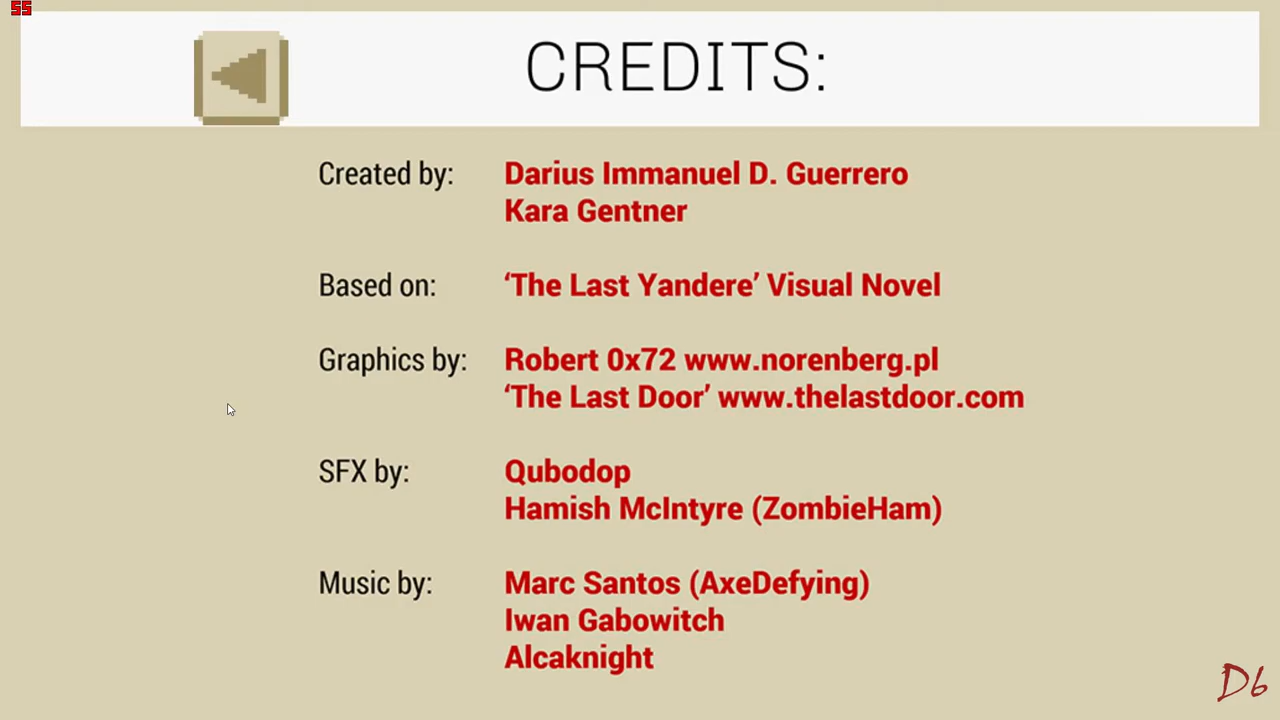 55
CREDITS:
Created by: Darius Immanuel D. Guerrero
Kara Gentner
Based on: ‘The Last Yandere’ Visual Novel
Graphics by: Robert 0x72 www.norenberg.pl
‘The Last Door’ www.thelastdoor.com
SFX by: Qubodop
Hamish McIntyre (ZombieHam)
Music by: Marc Santos (AxeDefying)
Iwan Gabowitch
Alcaknight
D6